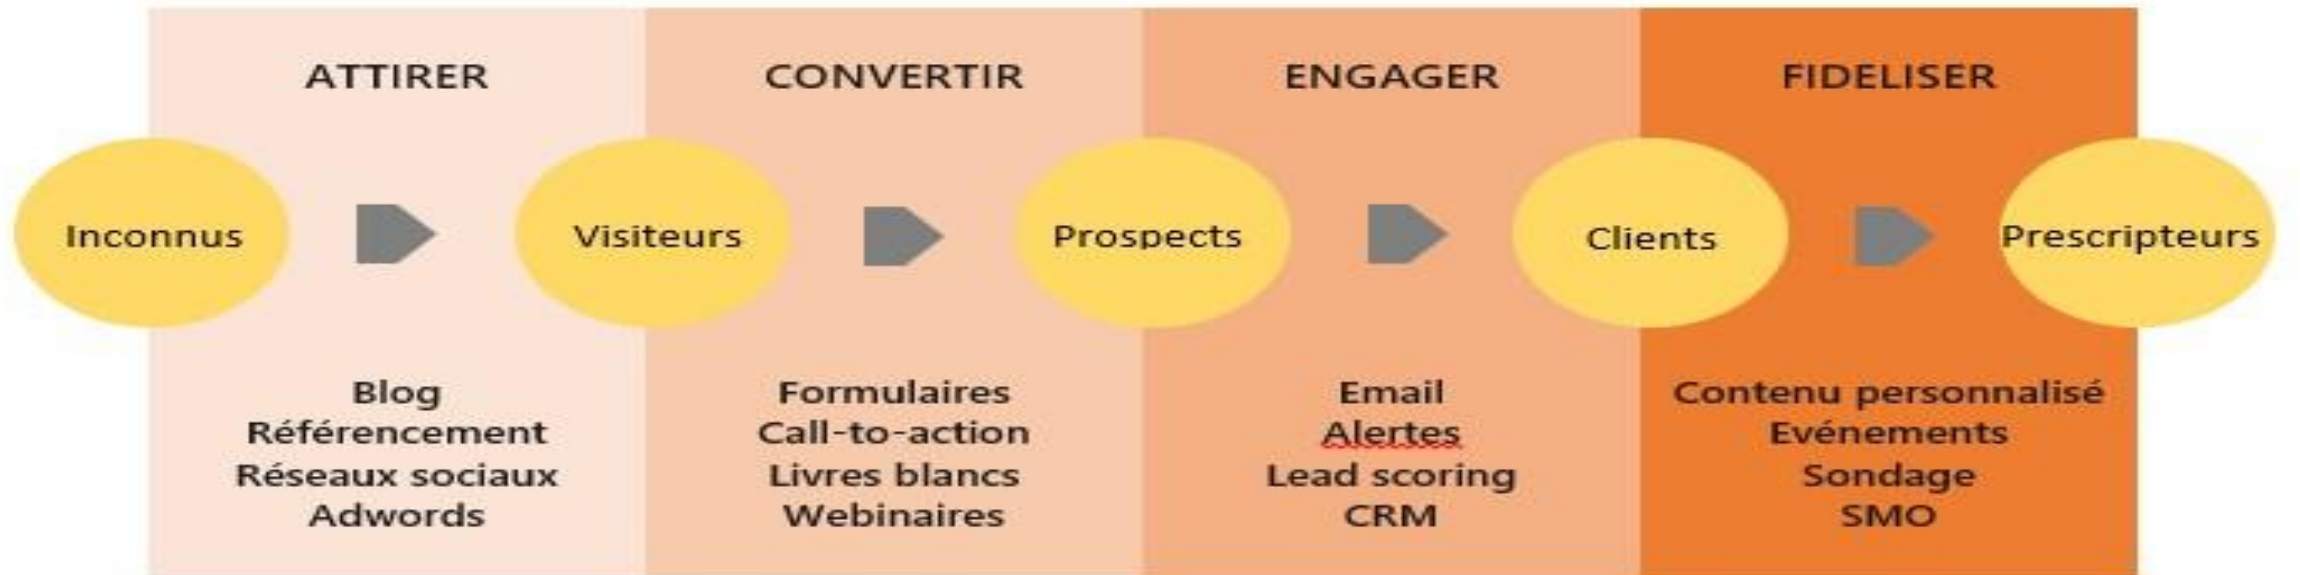 ATTIRER
CONVERTIR
ENGAGER
FIDELISER
Inconnus
Visiteurs
Prospects
Clients
Prescripteurs
Blog
Référencement
Réseaux sociaux
Adwords
Formulaires
Call-to-action
Livres blancs
Webinaires
Email
Alertes
Lead scoring
CRM
Contenu personnalisé
Evénements
Sondage
SMO